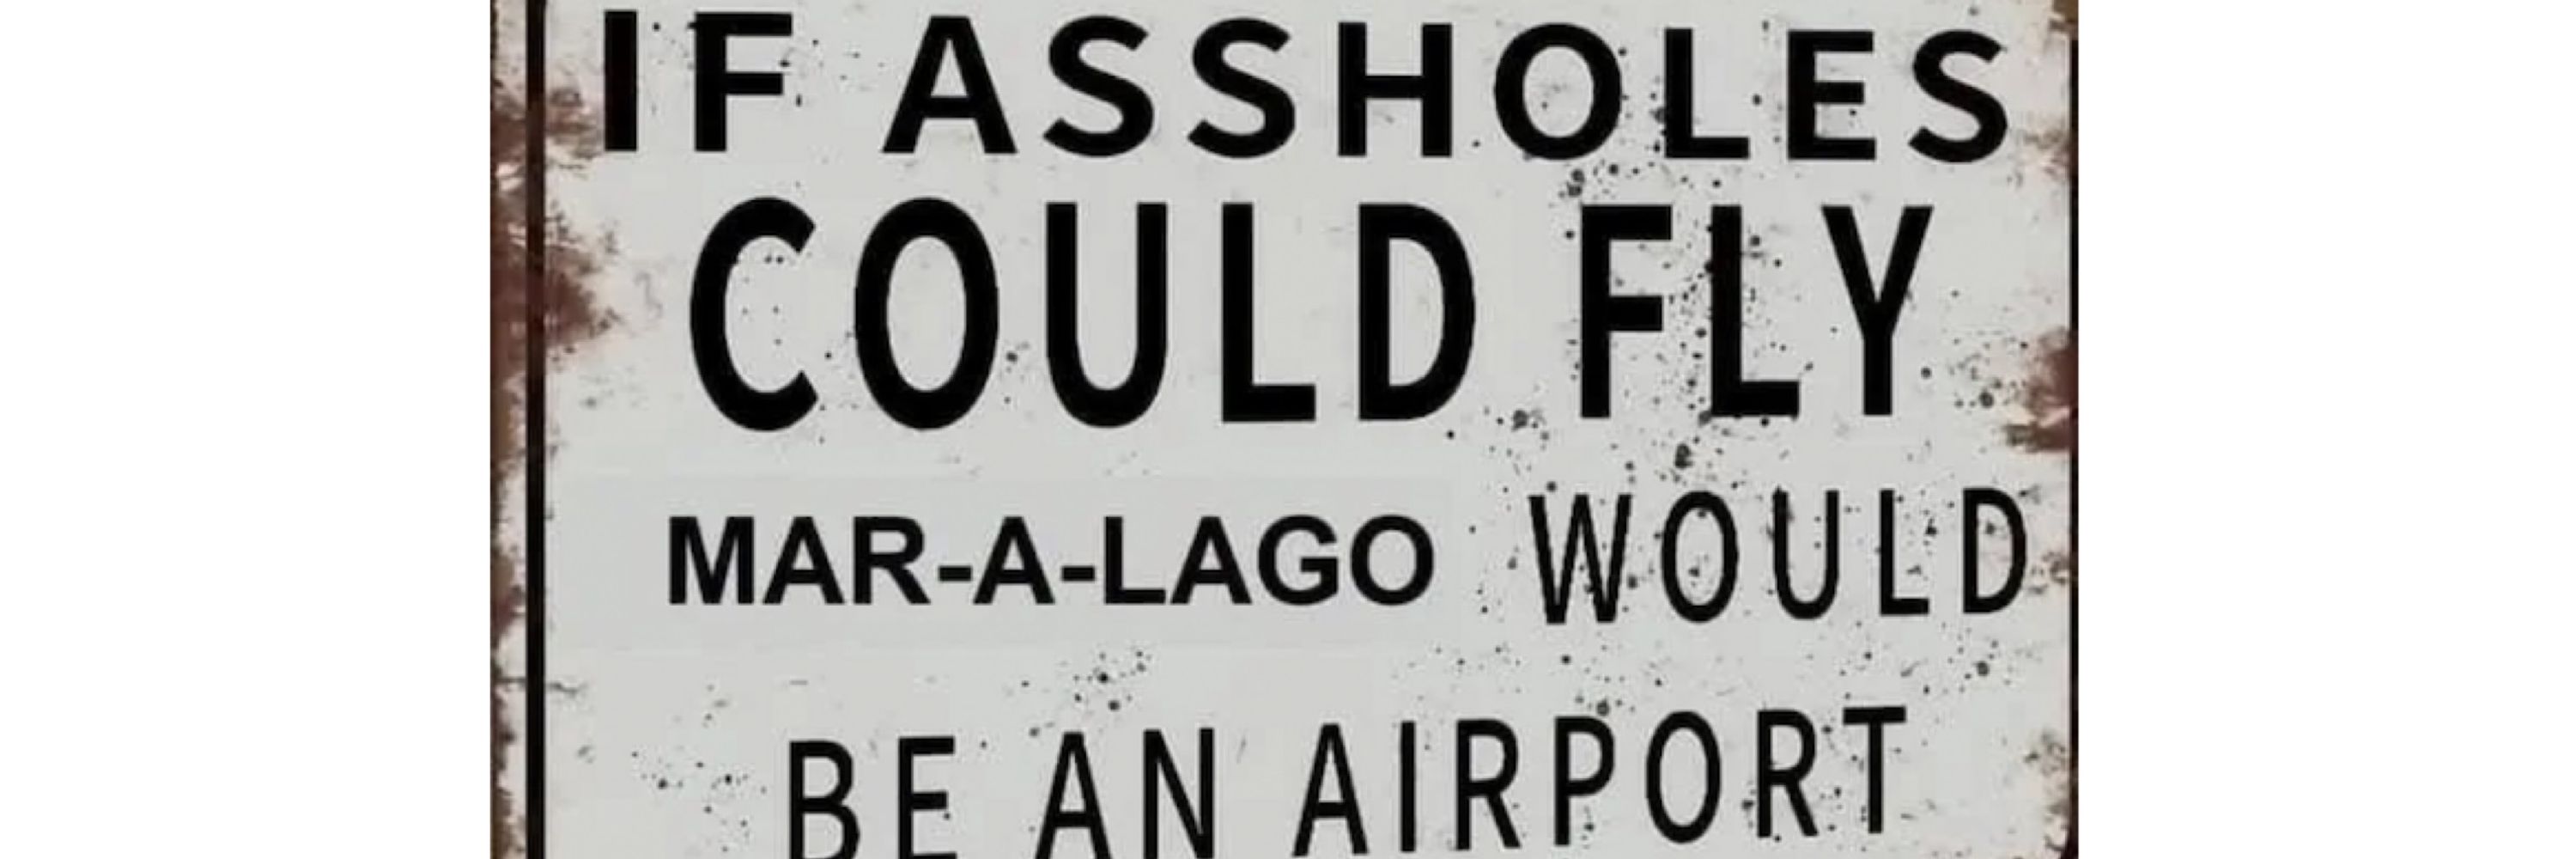 IF ASSHOLES
COULD FLY
MAR-A-LAGO WOULD
BE AN AIRPORT